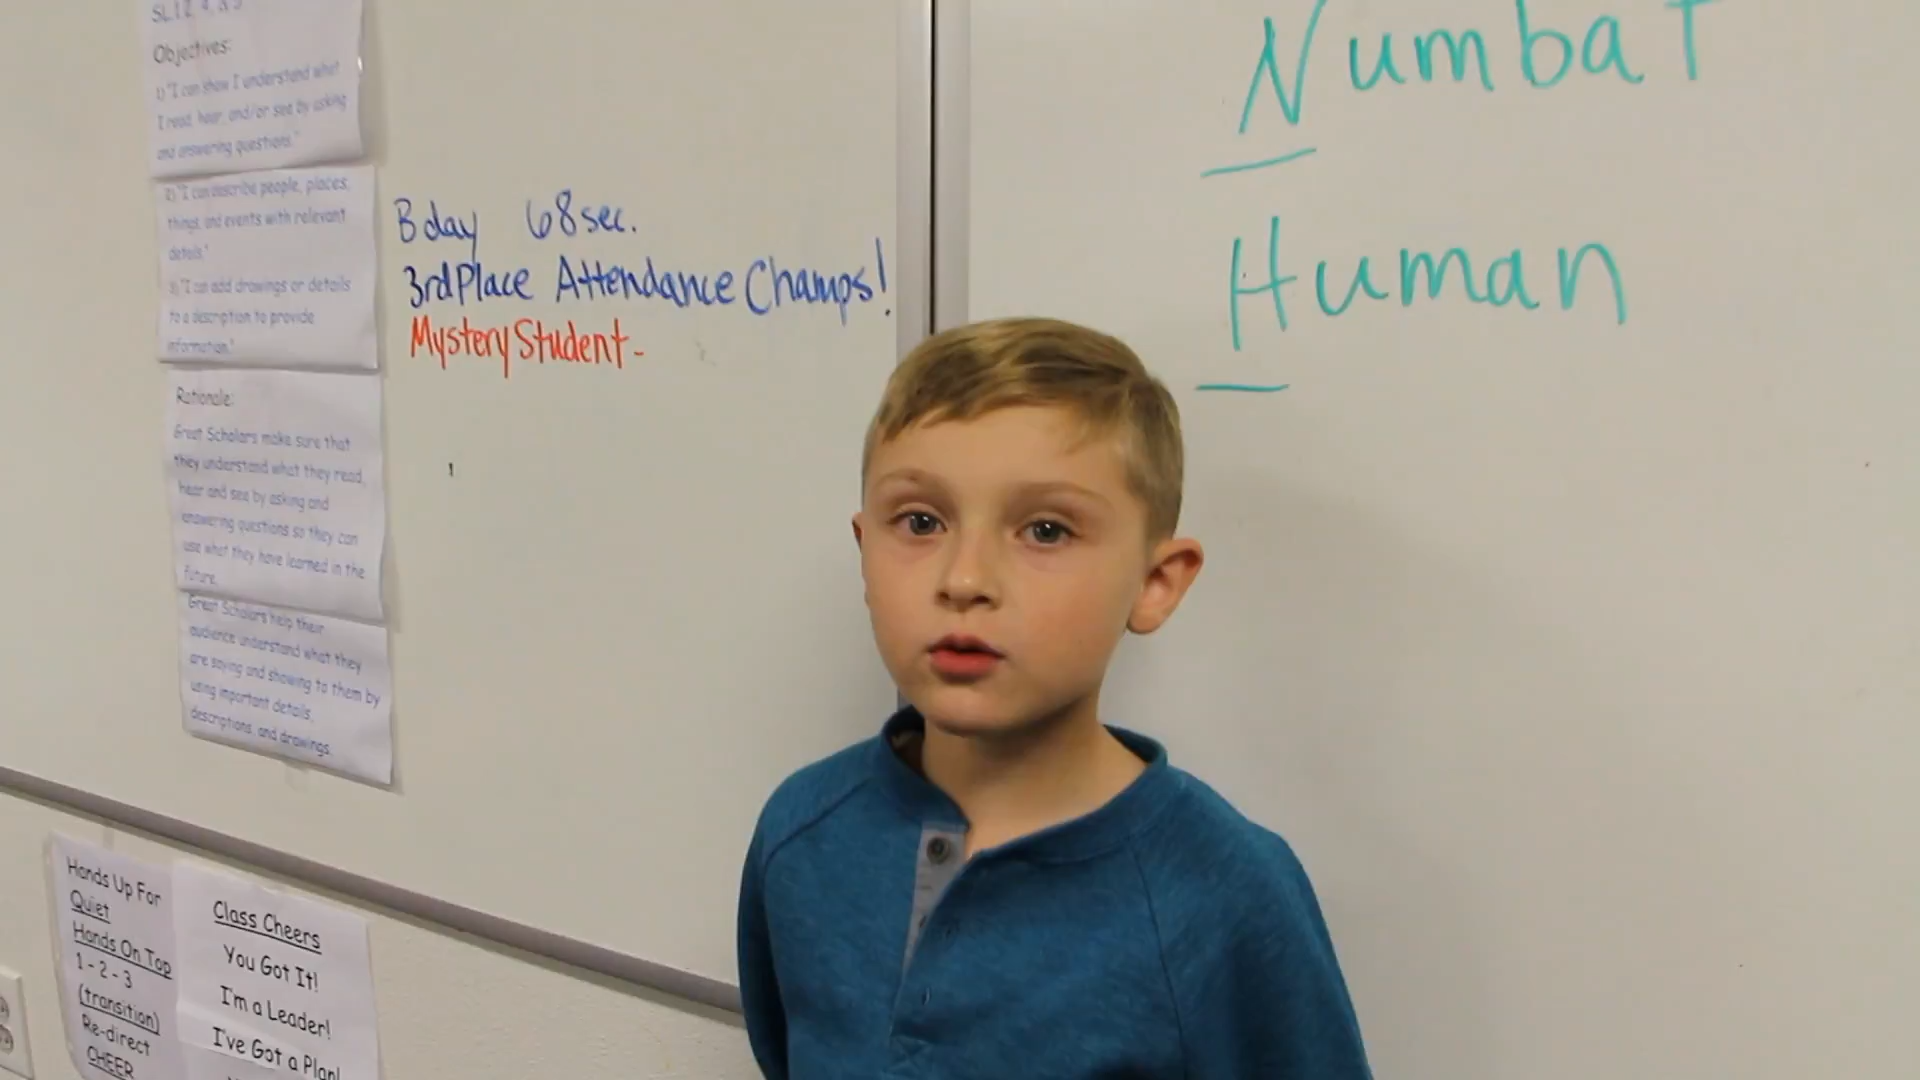 Objectives:
1) "I can show I understand what
I read, hear, and/or see by asking
and answering questions."
2) "I can describe people, places,
things, and events with relevant
details."
3) "I can add drawings or details
to a description to provide
information."
Rationale:
Great Scholars make sure that
they understand what they read,
hear and see by asking and
answering questions so they can
use what they have learned in the
future.
Great Scholars help their
audience understand what they
are saying and showing to them by
using important details,
descriptions, and drawings.
B day 68 sec.
3rd Place Attendance Champs!
Mystery Student -
Numbat
Human
Hands Up For
Quiet
Hands On Top
1 - 2 - 3
(transition)
Re-direct
CHEER
Class Cheers
You Got It!
I'm a Leader!
I've Got a Plan!